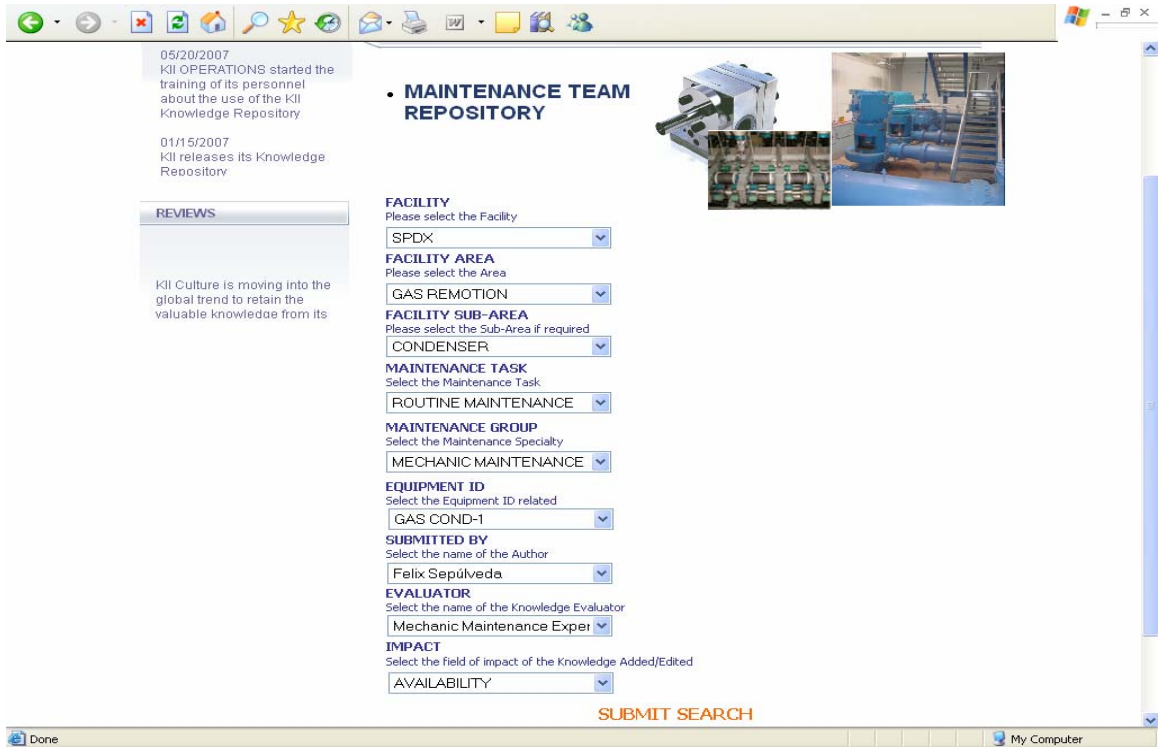 05/20/2007
KII OPERATIONS started the
training of its personnel
about the use of the KII
Knowledge Repository
01/15/2007
KII releases its Knowledge
Repository
REVIEWS
KII Culture is moving into the
global trend to retain the
valuable knowledge from its
• MAINTENANCE TEAM
REPOSITORY
FACILITY
Please select the Facility
SPDX
FACILITY AREA
Please select the Area
GAS REMOTION
FACILITY SUB-AREA
Please select the Sub-Area if required
CONDENSER
MAINTENANCE TASK
Select the Maintenance Task
ROUTINE MAINTENANCE
MAINTENANCE GROUP
Select the Maintenance Specialty
MECHANIC MAINTENANCE
EQUIPMENT ID
Select the Equipment ID related
GAS COND-1
SUBMITTED BY
Select the name of the Author
Felix Sepúlveda
EVALUATOR
Select the name of the Knowledge Evaluator
Mechanic Maintenance Exper
IMPACT
Select the field of impact of the Knowledge Added/Edited
AVAILABILITY
SUBMIT SEARCH
Done
My Computer